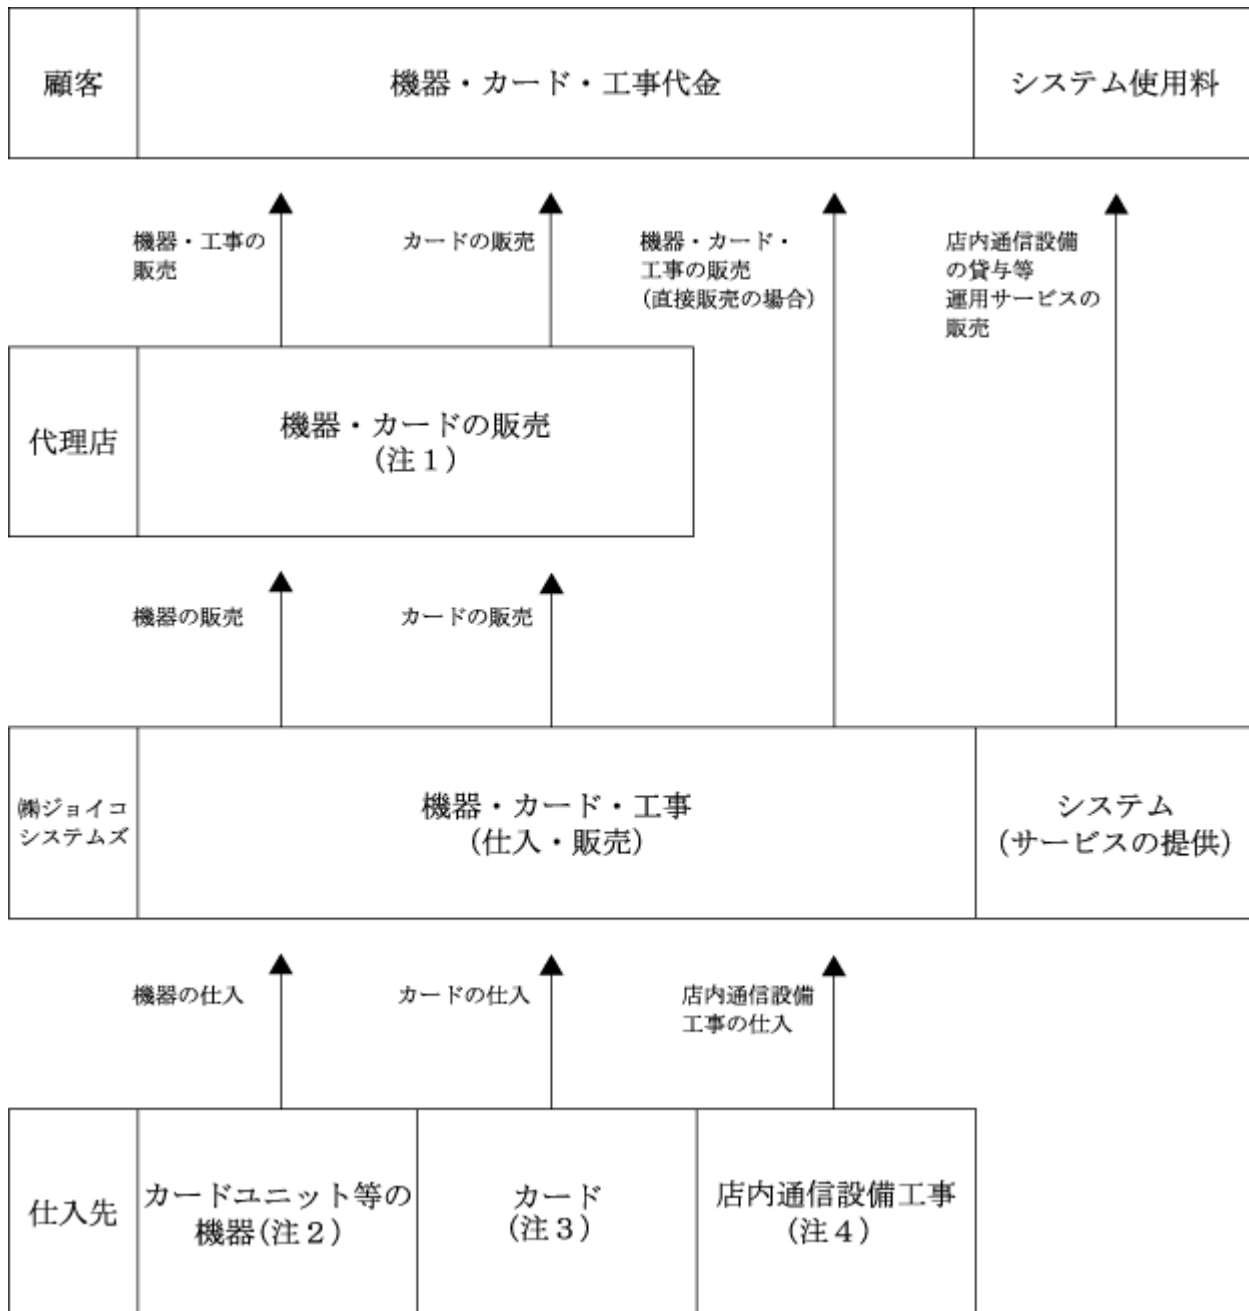 顧客
機器・カード・工事代金
システム使用料
機器・工事の
販売
カードの販売
機器・カード・
工事の販売
(直接販売の場合)
店内通信設備
の貸与等
運用サービスの
販売
代理店
機器・カードの販売
(注１)
機器の販売
カードの販売
㈱ジョイコ
システムズ
機器・カード・工事
(仕入・販売)
システム
(サービスの提供)
機器の仕入
カードの仕入
店内通信設備
工事の仕入
仕入先
カードユニット等の
機器(注２)
カード
(注３)
店内通信設備工事
(注４)